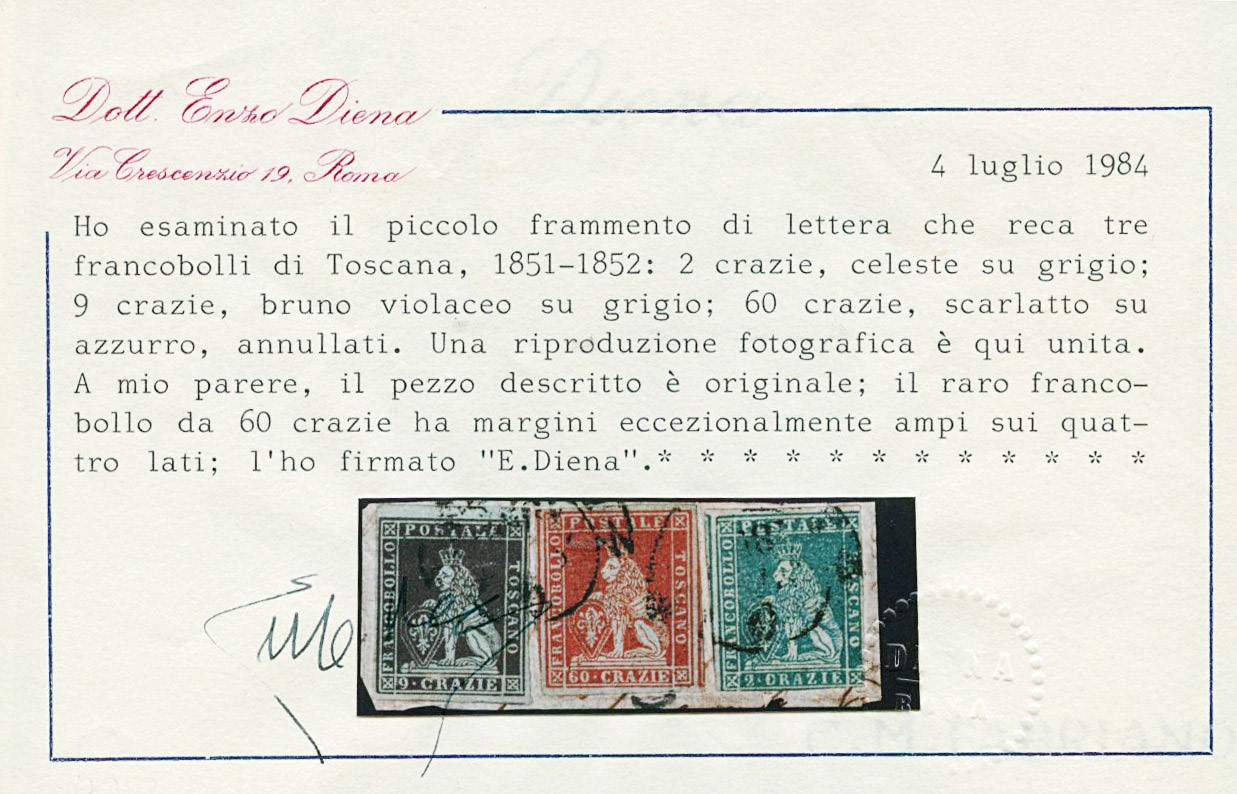 Dott. Enzo Diena
Via Crescenzio 19, Roma
4 luglio 1984
Ho esaminato il piccolo frammento di lettera che reca tre
francobolli di Toscana, 1851-1852: 2 crazie, celeste su grigio;
9 crazie, bruno violaceo su grigio; 60 crazie, scarlatto su
azzurro, annullati. Una riproduzione fotografica è qui unita.
A mio parere, il pezzo descritto è originale; il raro franco-
bollo da 60 crazie ha margini eccezionalmente ampi sui quat-
tro lati; l'ho firmato "E.Diena".* * * * * * * * * * * *
FRANCOBOLLO POSTALE TOSCANO
9·CRAZIE
FRANCOBOLLO POSTALE TOSCANO
60·CRAZIE
FRANCOBOLLO POSTALE TOSCANO
2·CRAZIE